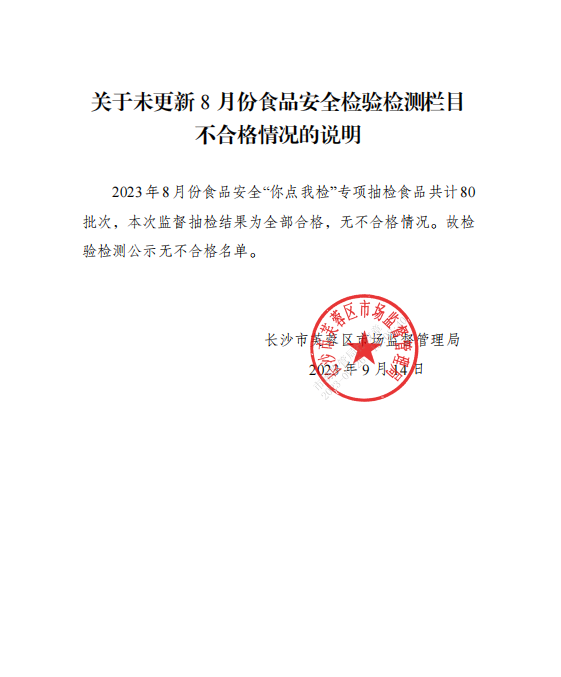 关于未更新 8 月份食品安全检验检测栏目
不合格情况的说明
2023 年 8 月份食品安全“你点我检”专项抽检食品共计 80
批次，本次监督抽检结果为全部合格，无不合格情况。故检
验检测公示无不合格名单。
长沙市芙蓉区市场监督管理局
2023 年 9 月 14 日
长沙市芙蓉区市场监督管理局